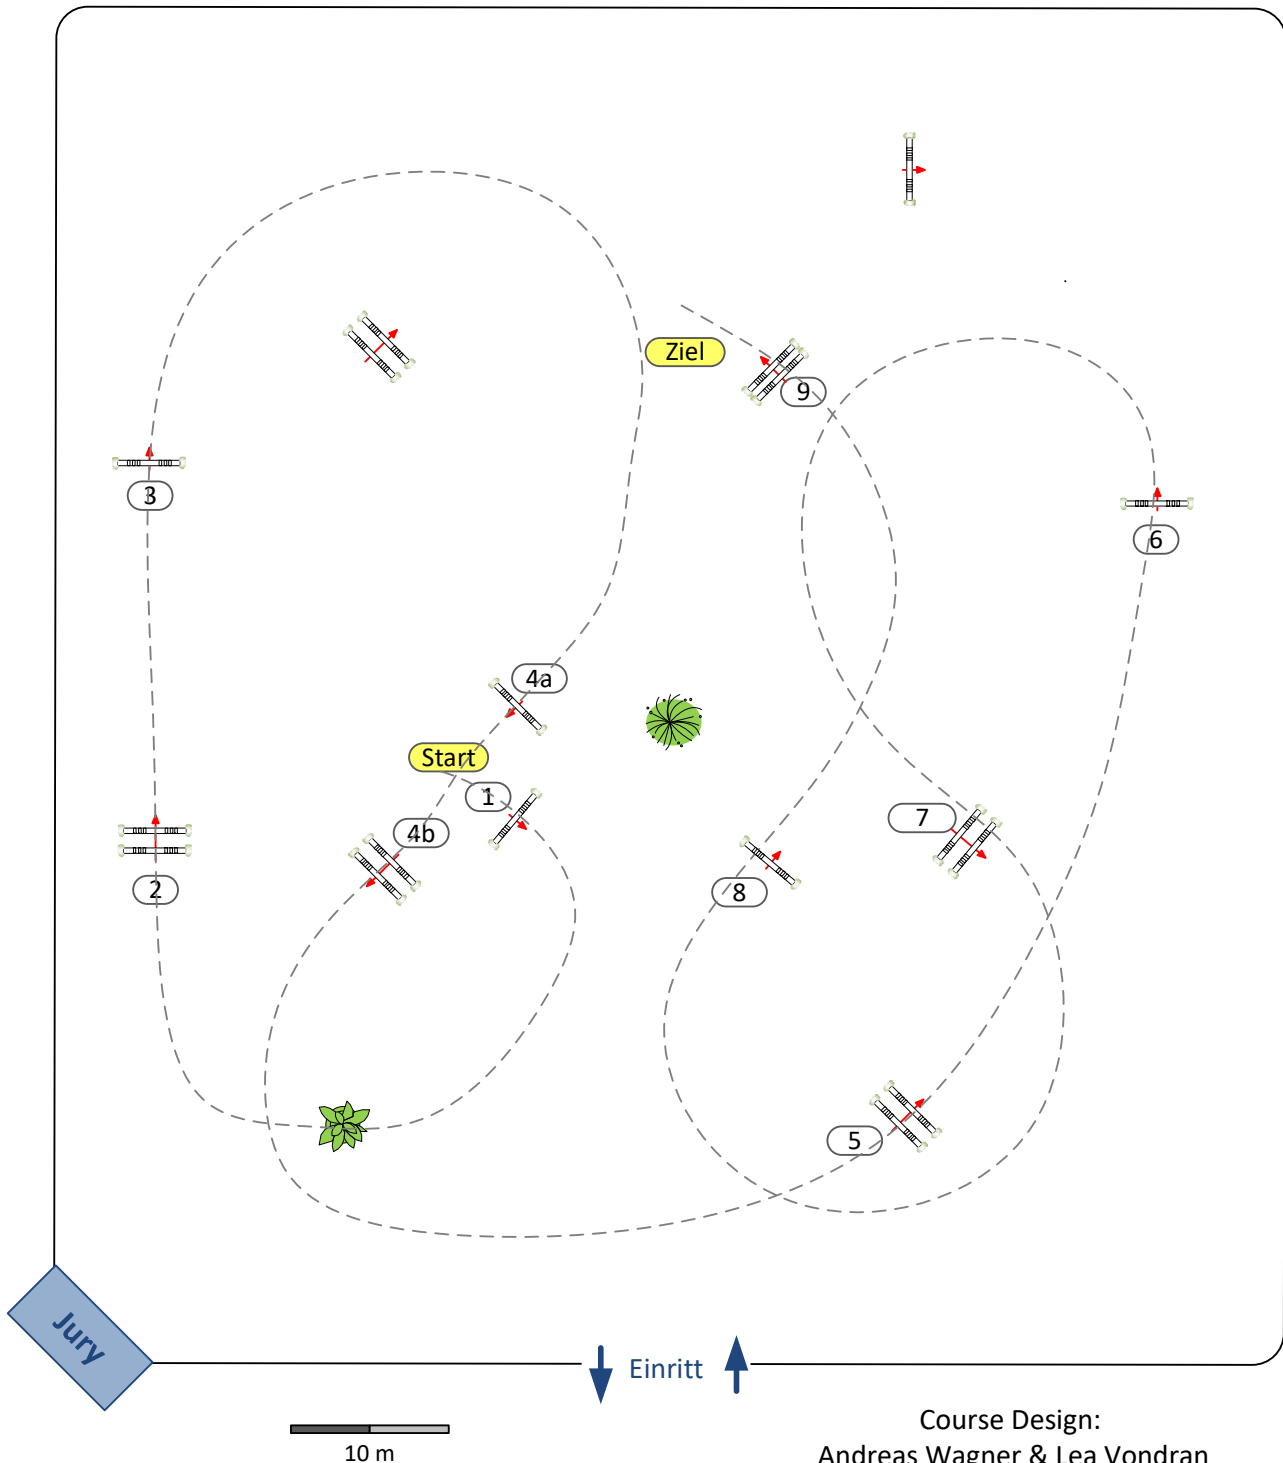 Ziel
9
3
6
4a
Start
1
4b
7
2
8
5
Jury
Einritt
10 m
Course Design:
Andreas Wagner & Lea Vondran